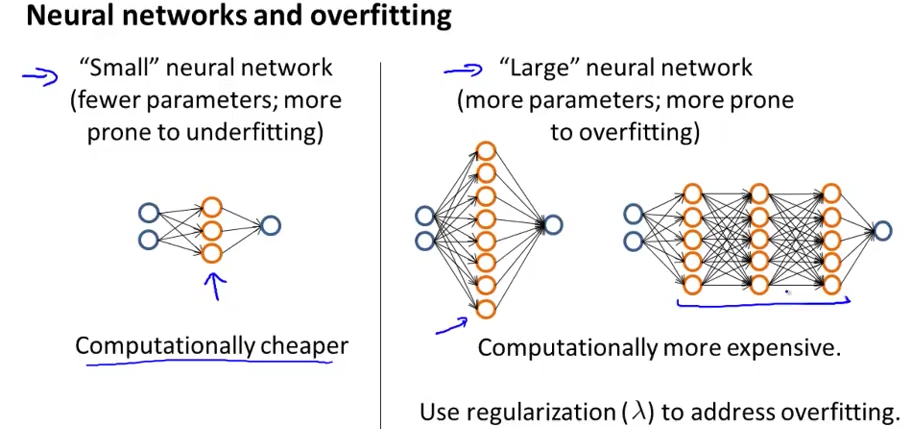 Neural networks and overfitting
“Small” neural network
(fewer parameters; more
prone to underfitting)
Computationally cheaper
“Large” neural network
(more parameters; more prone
to overfitting)
Computationally more expensive.
Use regularization (λ) to address overfitting.